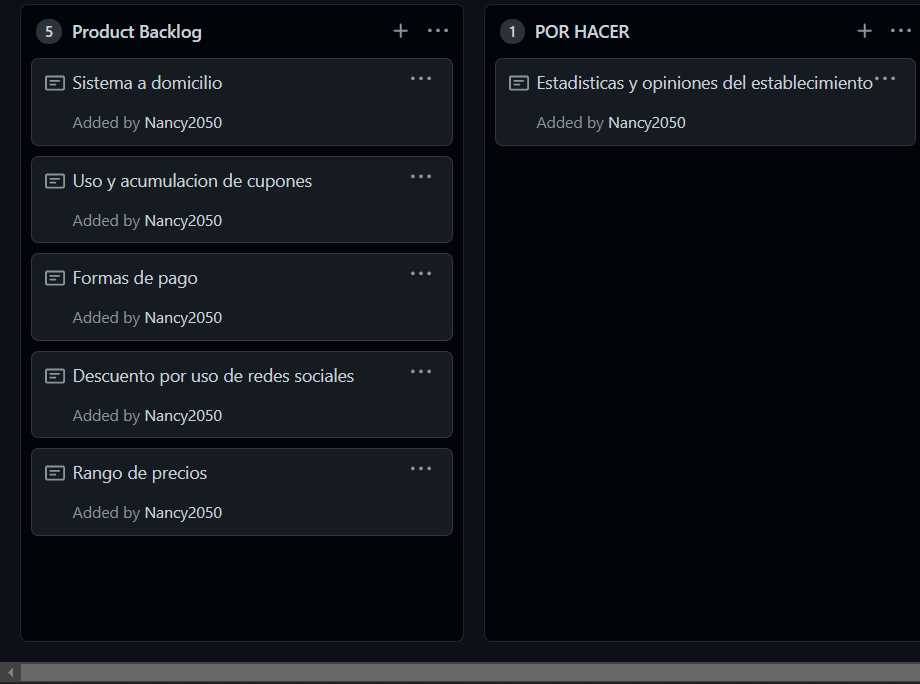 5 Product Backlog
Sistema a domicilio
Added by Nancy2050
Uso y acumulacion de cupones
Added by Nancy2050
Formas de pago
Added by Nancy2050
Descuento por uso de redes sociales
Added by Nancy2050
Rango de precios
Added by Nancy2050
1 POR HACER
Estadisticas y opiniones del establecimiento
Added by Nancy2050